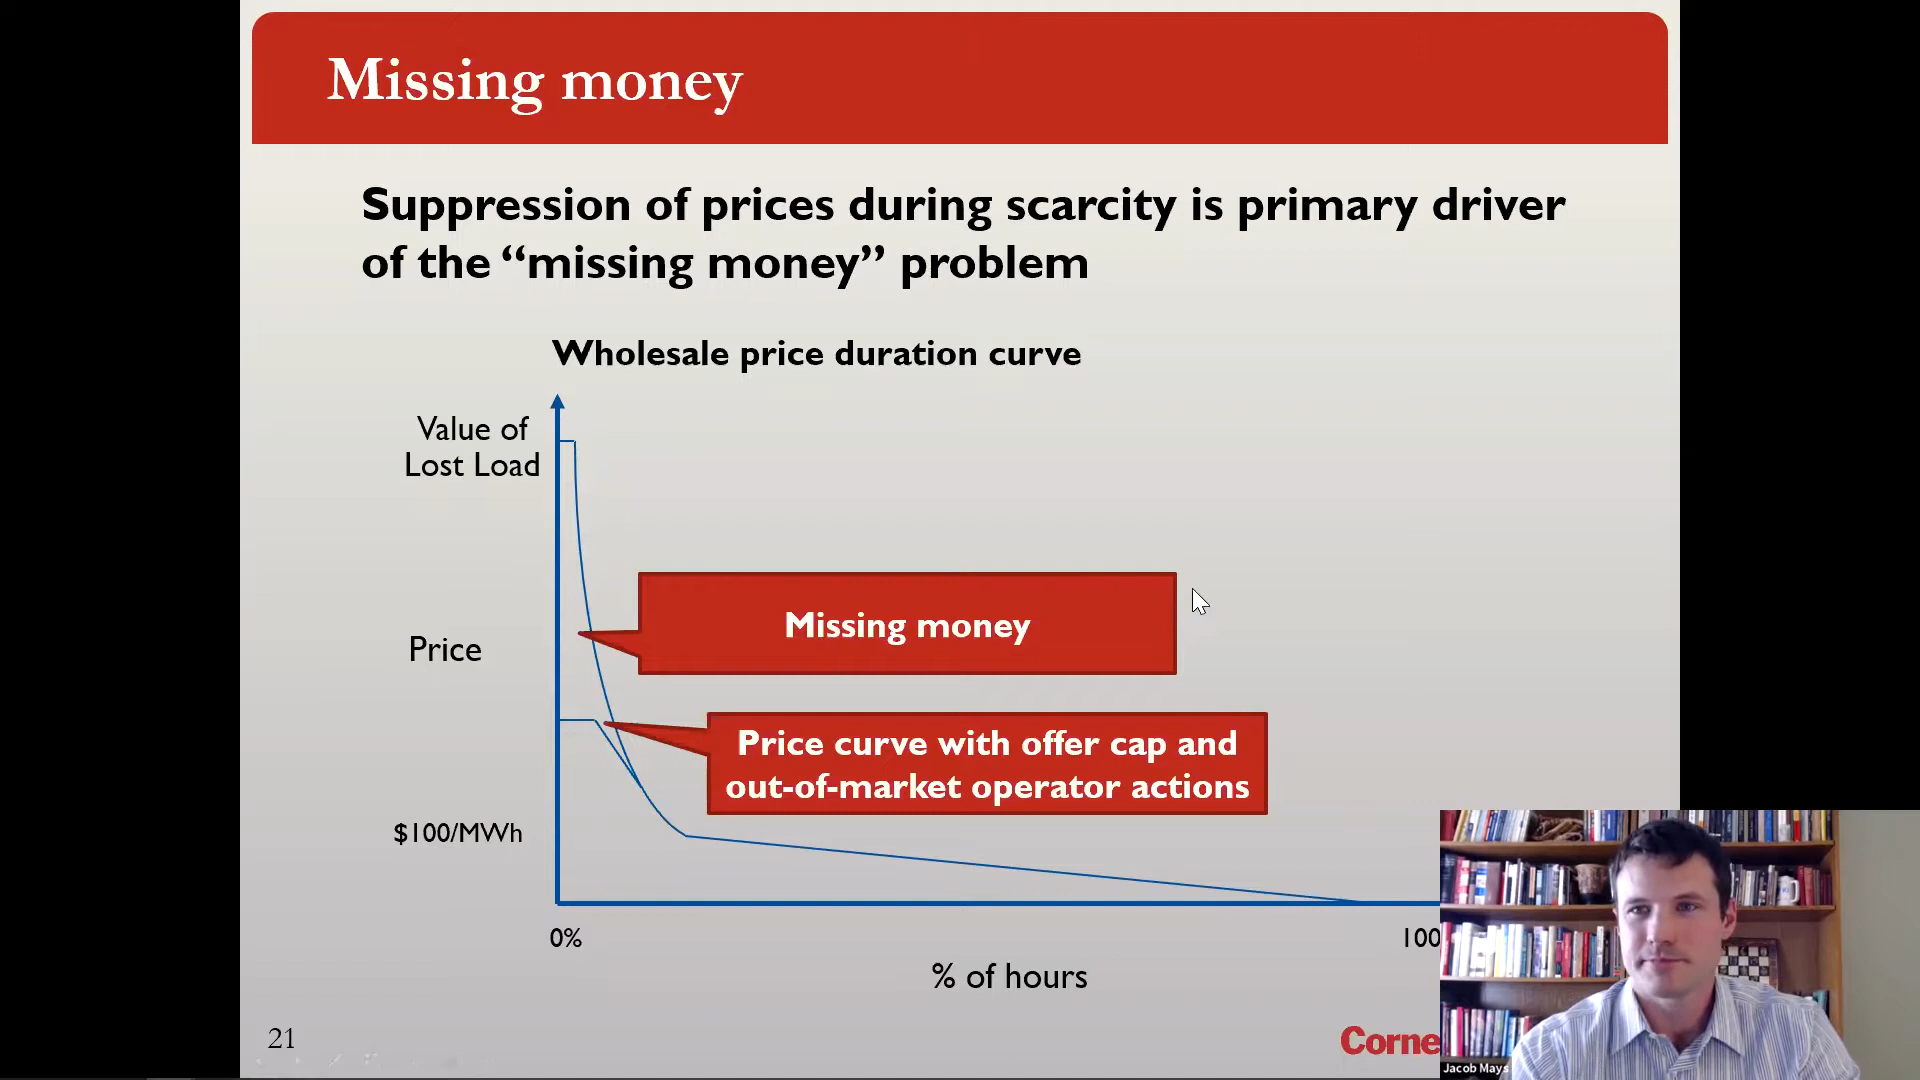 Missing money
Suppression of prices during scarcity is primary driver
of the “missing money” problem
Wholesale price duration curve
Value of
Lost Load
Missing money
Price
Price curve with offer cap and
out-of-market operator actions
$100/MWh
0%
100
% of hours
21
Corne
Jacob Mays